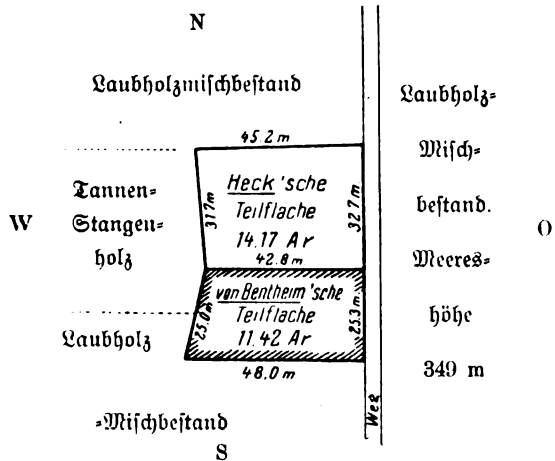 N
Laubholzmischbestand
45.2 m
Tannen-
Stangen-
holz
31.7 m
Heck'sche
Teilfläche
14.17 Ar
42.8 m
32.7 m
W
Laubholz-
Misch-
bestand.
Meeres-
höhe
349 m
O
von Bentheim'sche
Teilfläche
11.42 Ar
25.0 m
25.3 m
48.0 m
Laubholz
-Mischbestand
Weg
S